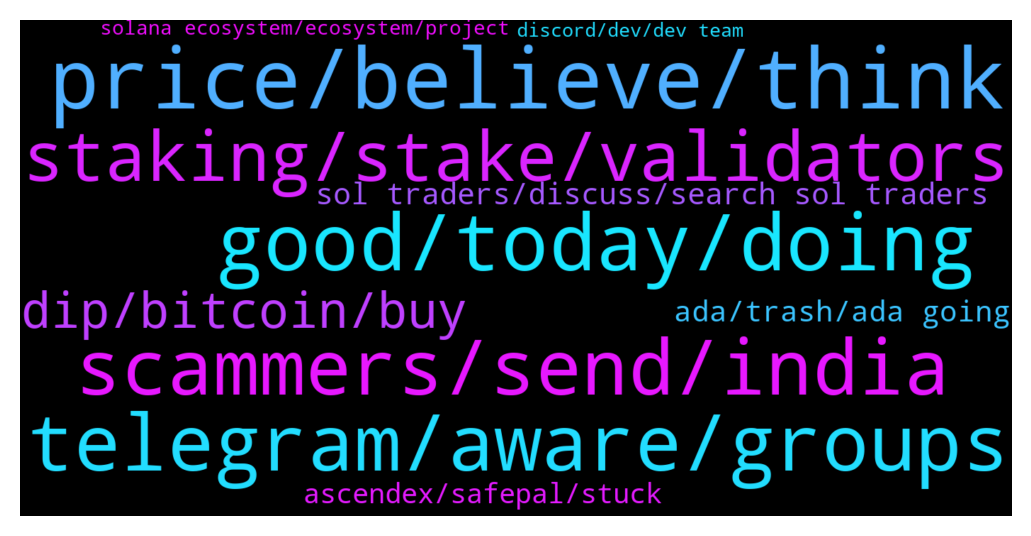 solana ecosystem/ecosystem/project
discord/dev/dev team
price/believe/think
staking/stake/validators
sol traders/discuss/search sol traders
good/today/doing
dip/bitcoin/buy
ada/trash/ada going
scammers/send/india
telegram/aware/groups
ascendex/safepal/stuck